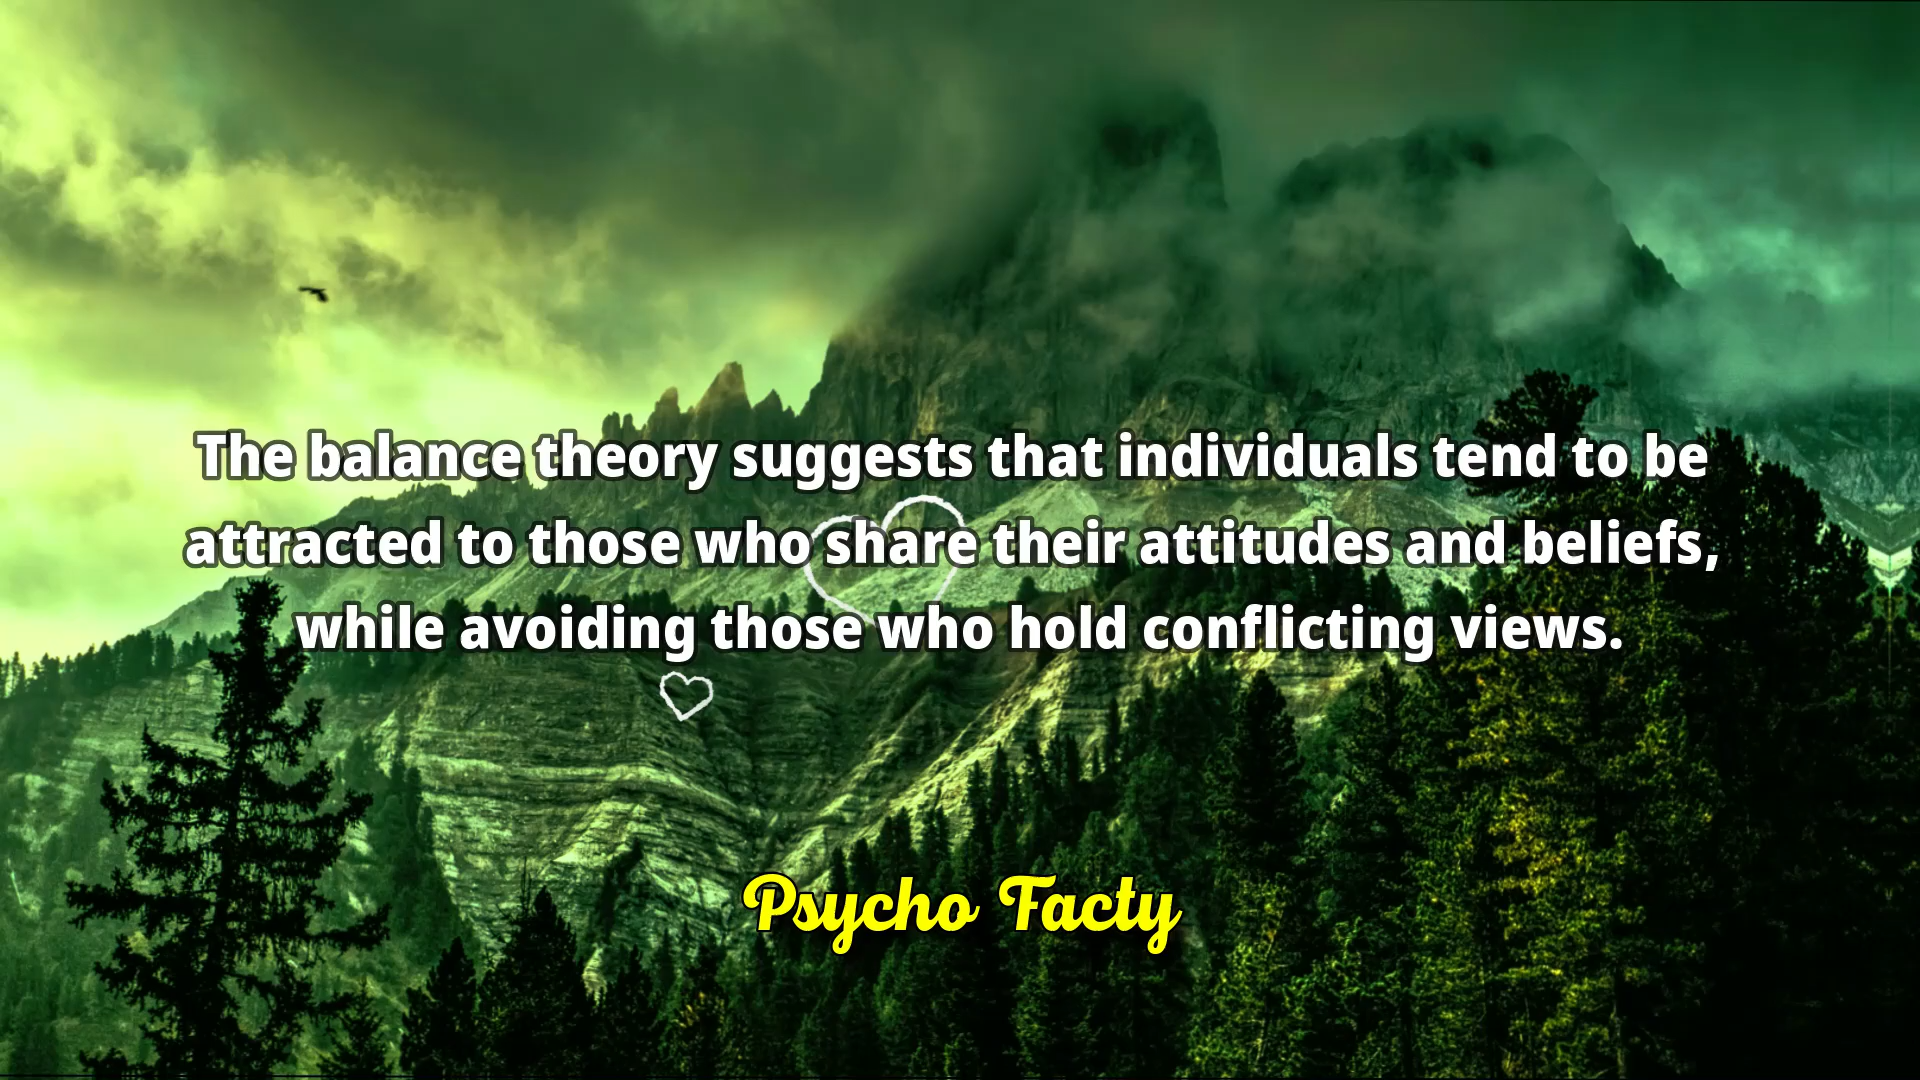 The balance theory suggests that individuals tend to be
attracted to those who share their attitudes and beliefs,
while avoiding those who hold conflicting views.
Psycho Facty